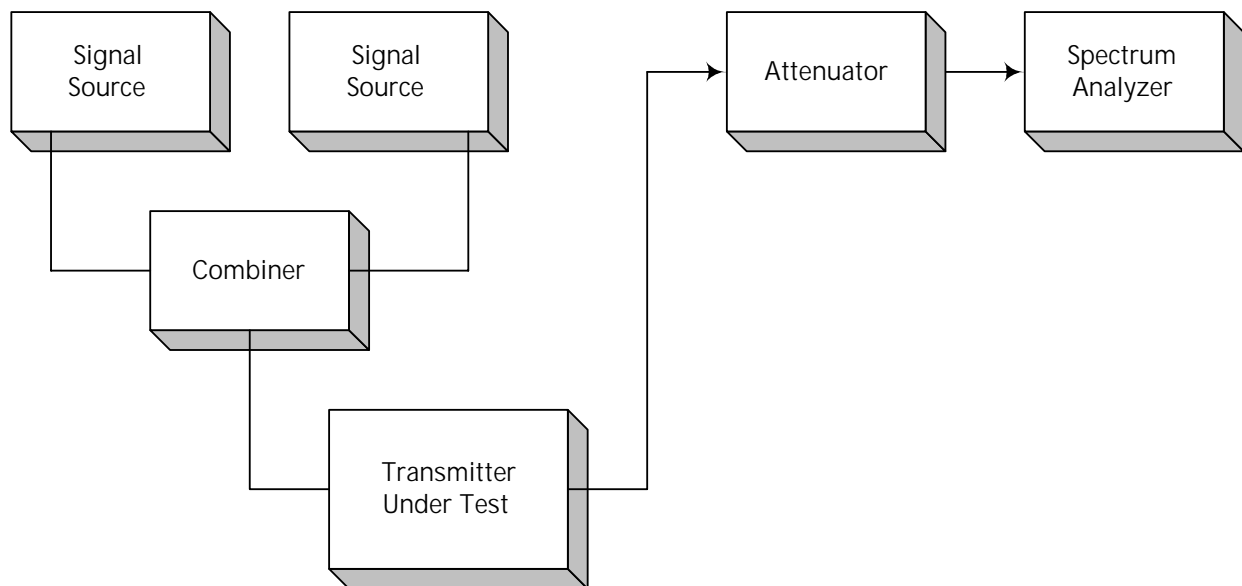 Signal
Source
Signal
Source
Attenuator
Spectrum
Analyzer
Combiner
Transmitter
Under Test